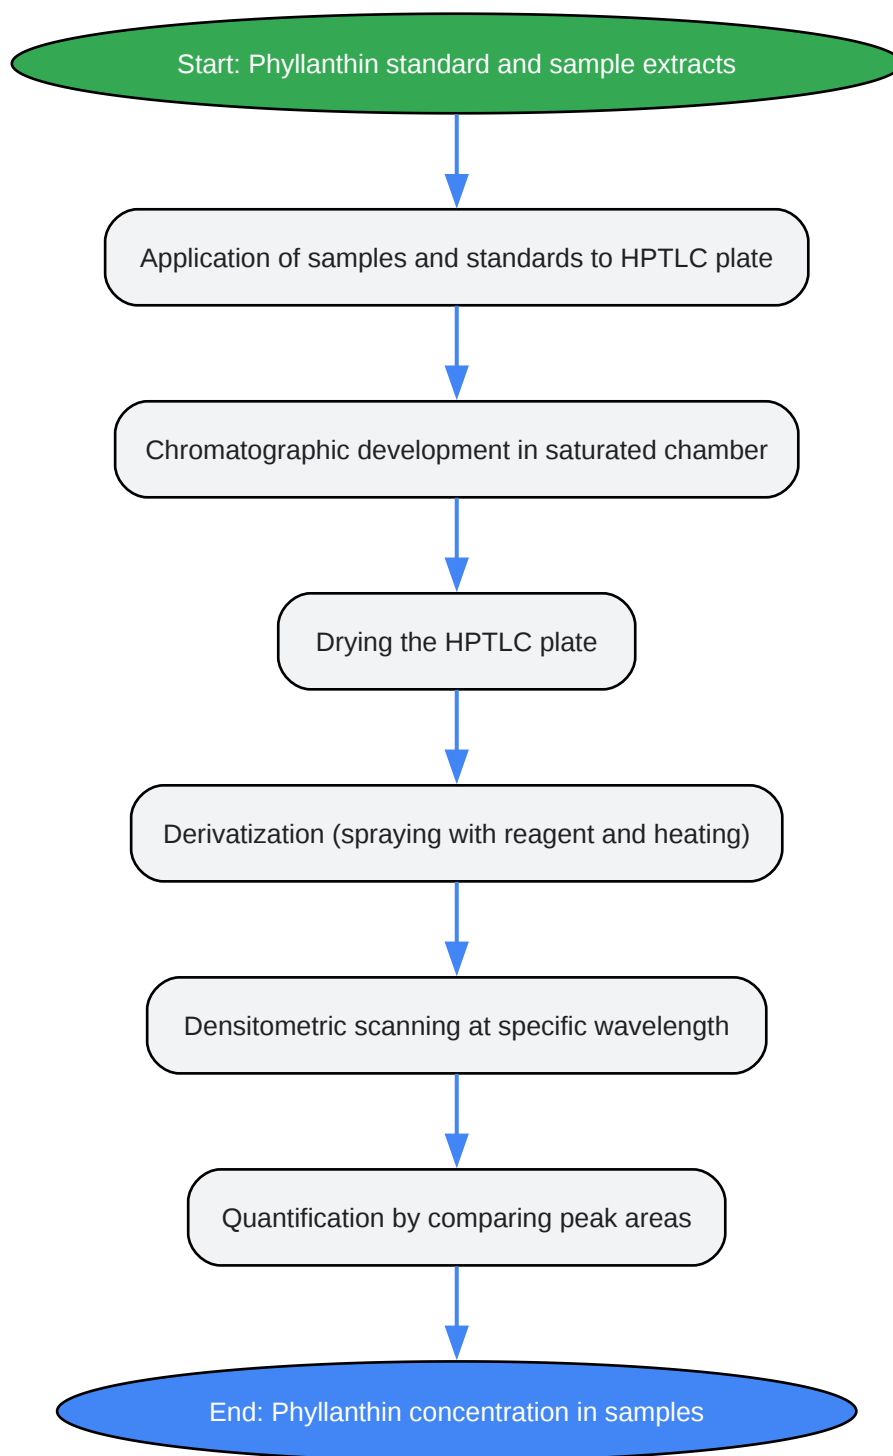 Start: Phyllanthin standard and sample extracts
Application of samples and standards to HPTLC plate
Chromatographic development in saturated chamber
Drying the HPTLC plate
Derivatization (spraying with reagent and heating)
Densitometric scanning at specific wavelength
Quantification by comparing peak areas
End: Phyllanthin concentration in samples